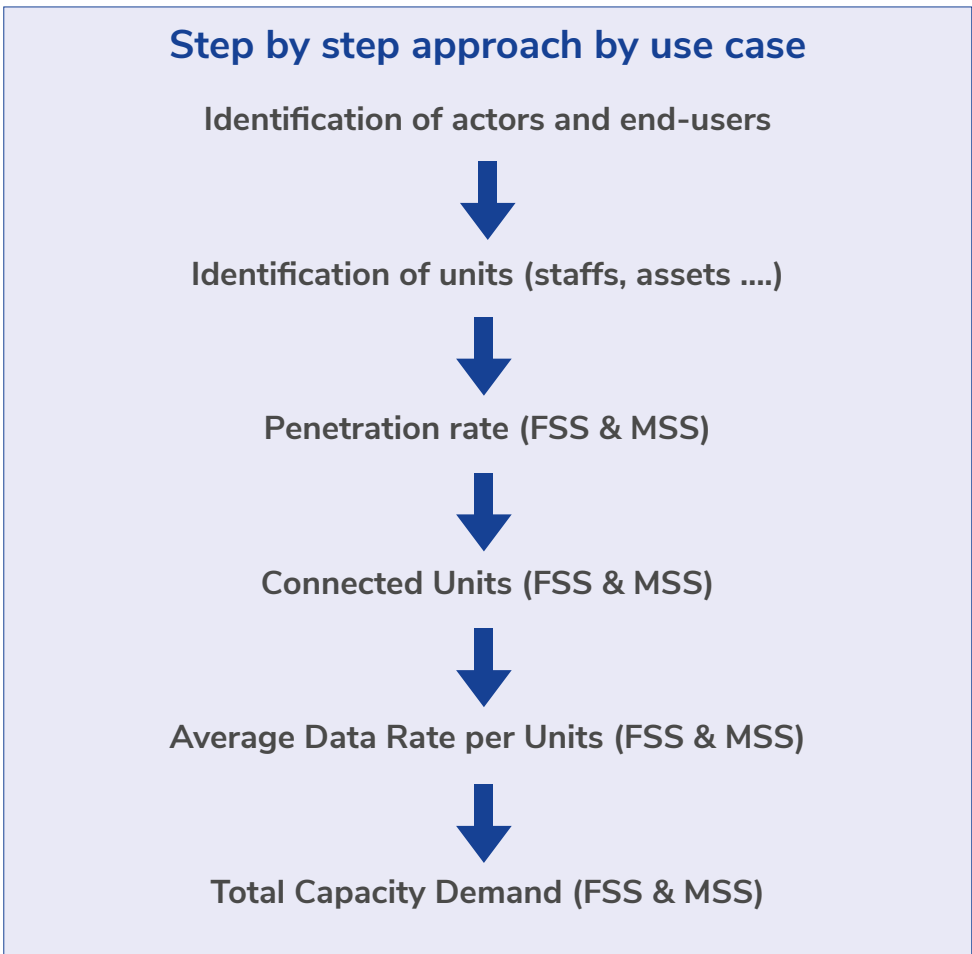 Step by step approach by use case
Identification of actors and end-users
Identification of units (staffs, assets ....)
Penetration rate (FSS & MSS)
Connected Units (FSS & MSS)
Average Data Rate per Units (FSS & MSS)
Total Capacity Demand (FSS & MSS)